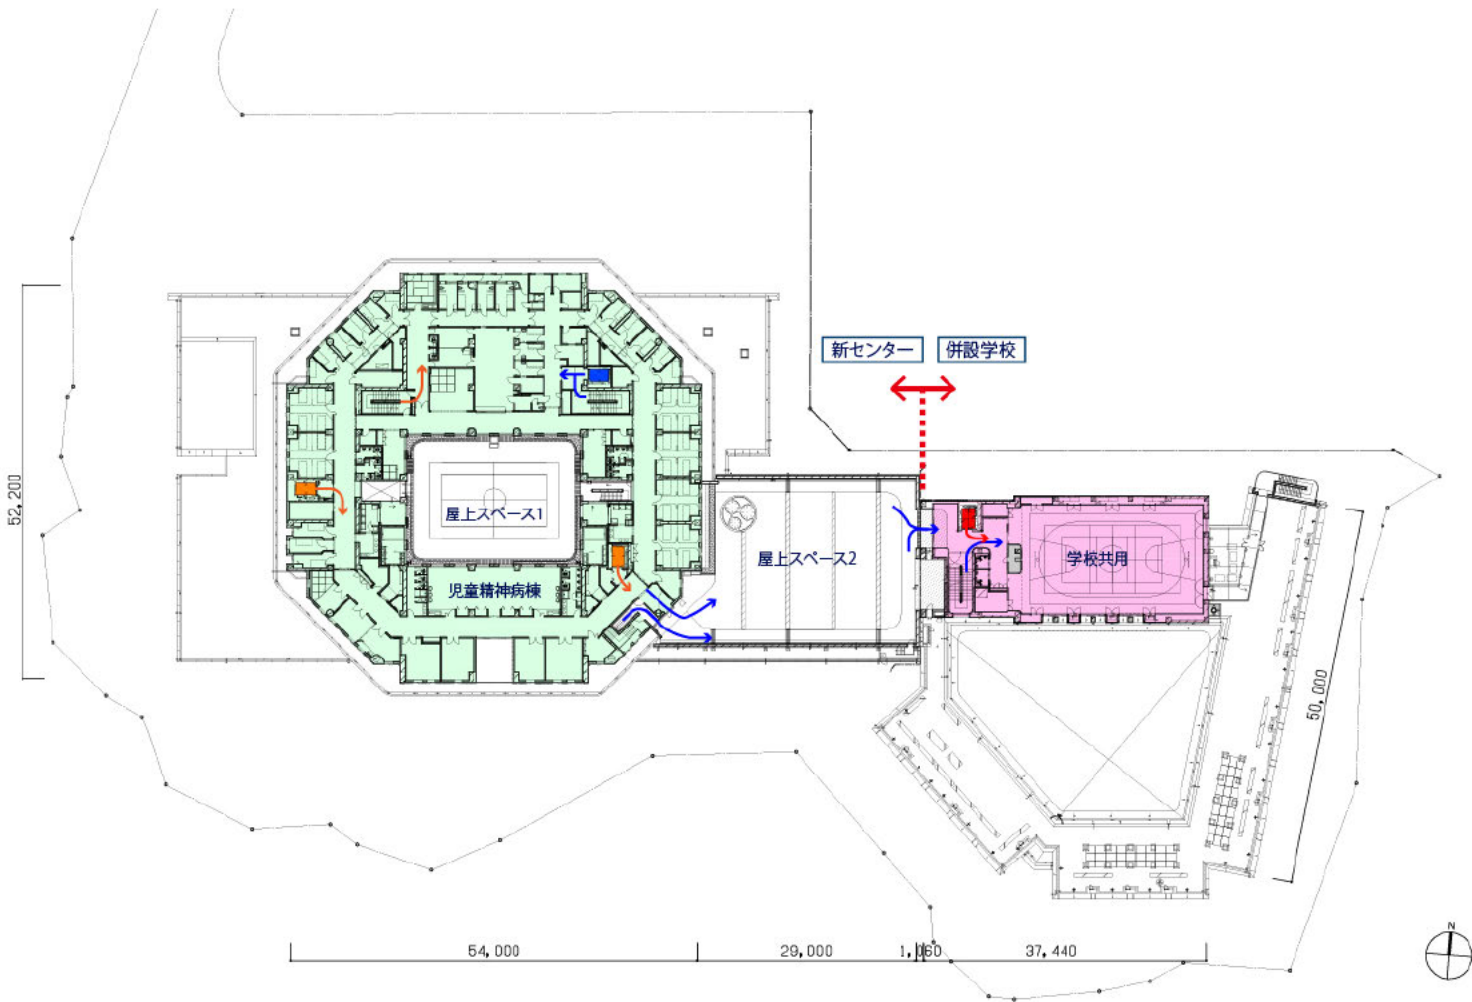 新センター
併設学校
52,200
屋上スペース1
屋上スペース2
学校共用
児童精神病棟
50,000
54,000
29,000
1,060
37,440
N